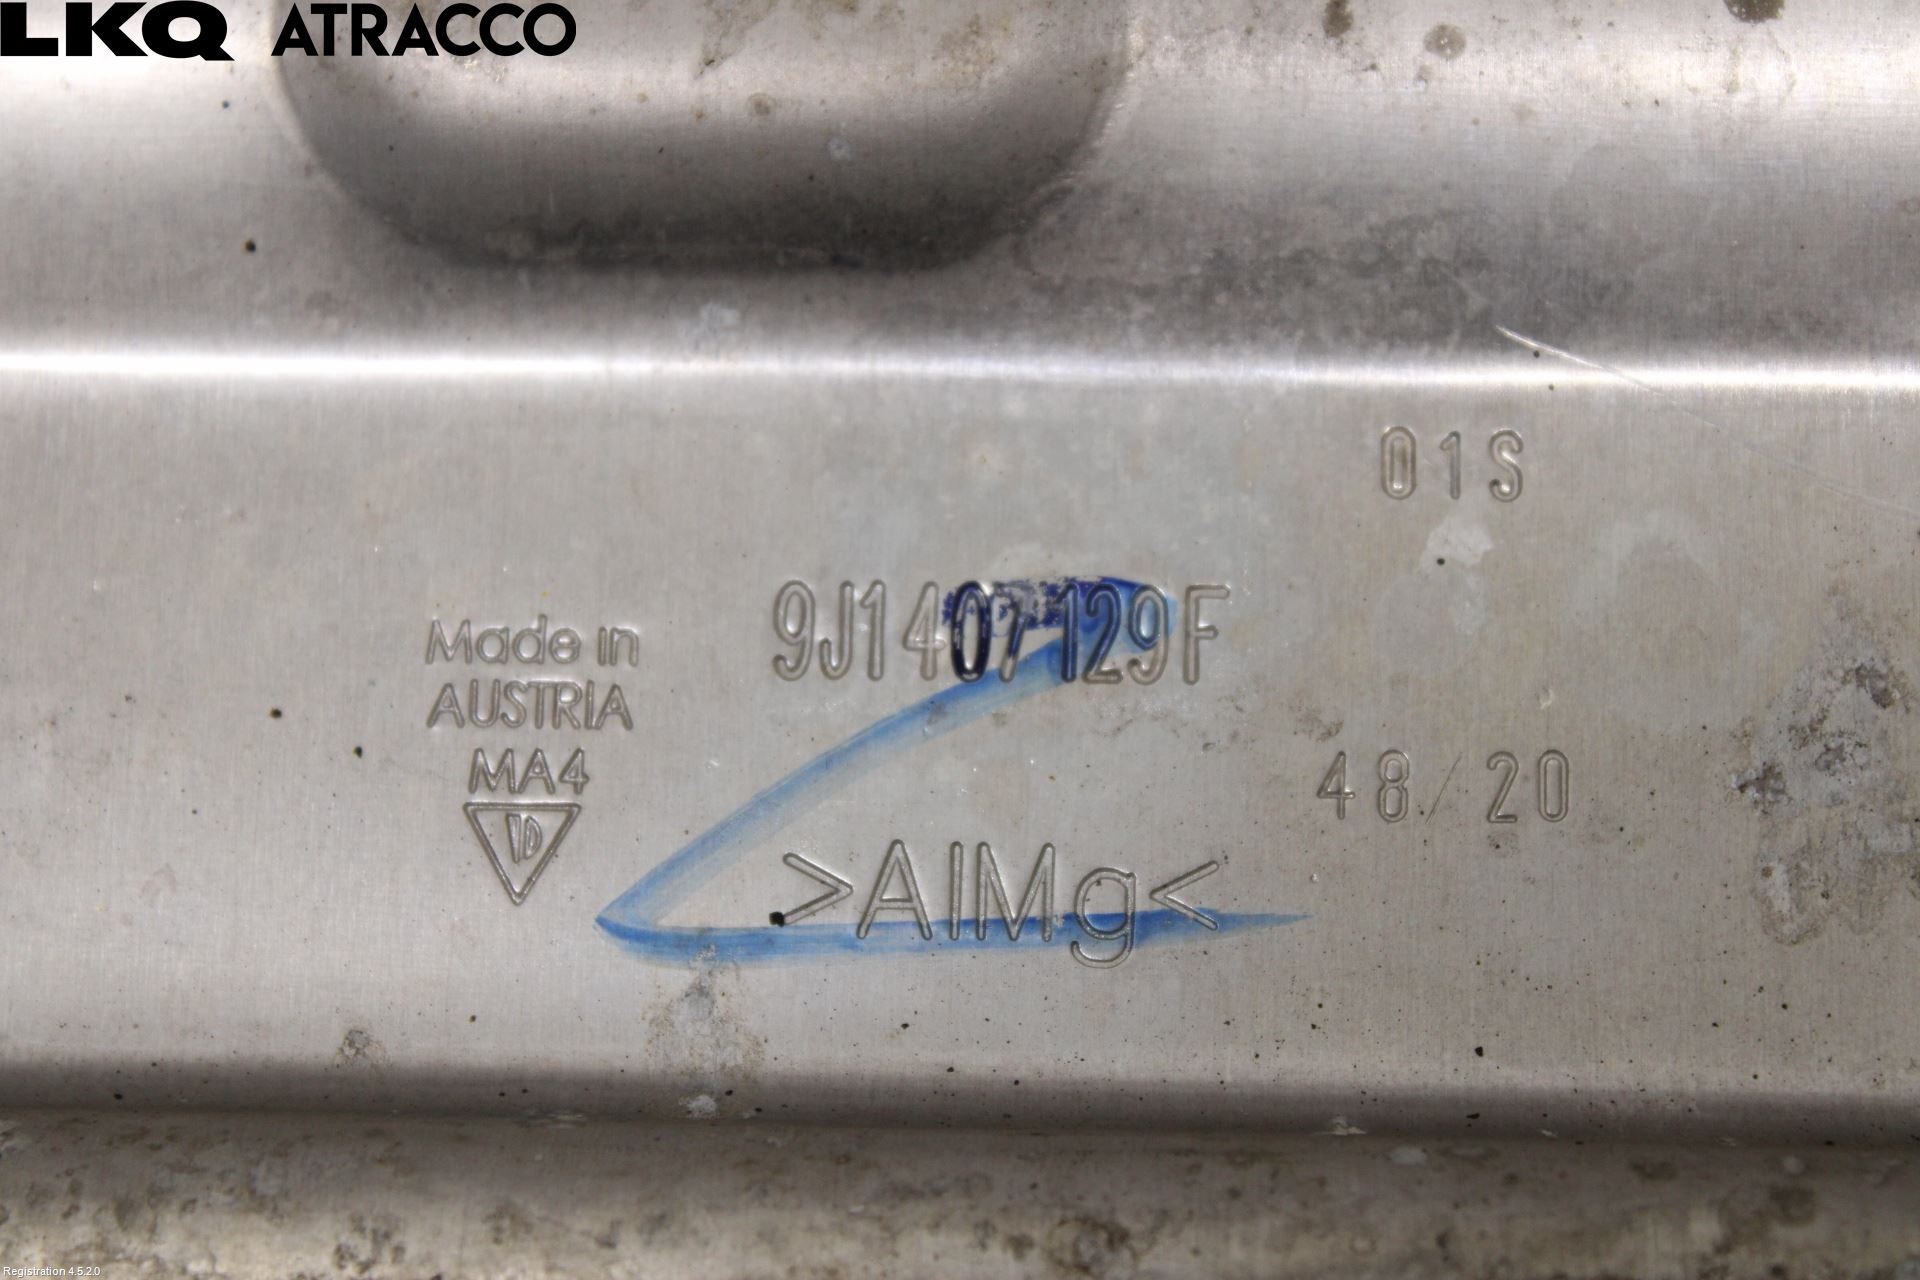 LKQ ATRACCO
01S
9J1407129F
Made in
AUSTRIA
MA4
48/20
>AlMg<
Registration 4.5.2.0